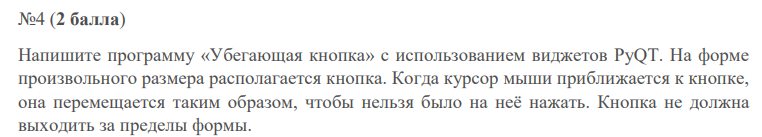 №4 (2 балла)
Напишите программу «Убегающая кнопка» с использованием виджетов PyQT. На форме
произвольного размера располагается кнопка. Когда курсор мыши приближается к кнопке,
она перемещается таким образом, чтобы нельзя было на неё нажать. Кнопка не должна
выходить за пределы формы.